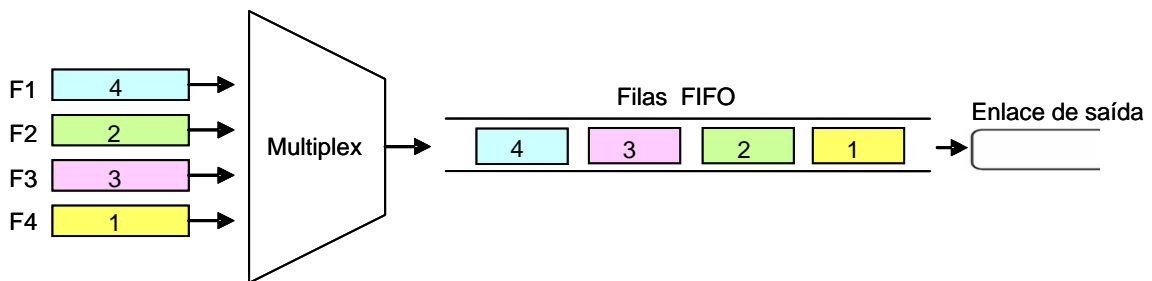 F1 4
F2 2
F3 3
F4 1
Multiplex
Filas FIFO
4 3 2 1
Enlace de saída